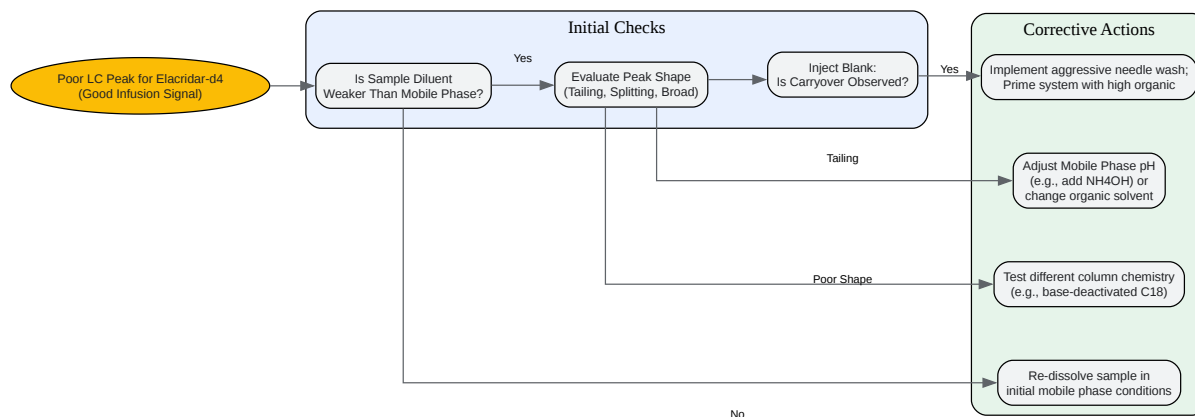 Initial Checks
Corrective Actions
Poor LC Peak for Elacridar-d4
(Good Infusion Signal)
Is Sample Diluent
Weaker Than Mobile Phase?
Yes
Evaluate Peak Shape
(Tailing, Splitting, Broad)
Inject Blank:
Is Carryover Observed?
Yes
Implement aggressive needle wash;
Prime system with high organic
Tailing
Adjust Mobile Phase pH
(e.g., add NH4OH) or
change organic solvent
Poor Shape
Test different column chemistry
(e.g., base-deactivated C18)
Re-dissolve sample in
initial mobile phase conditions
No